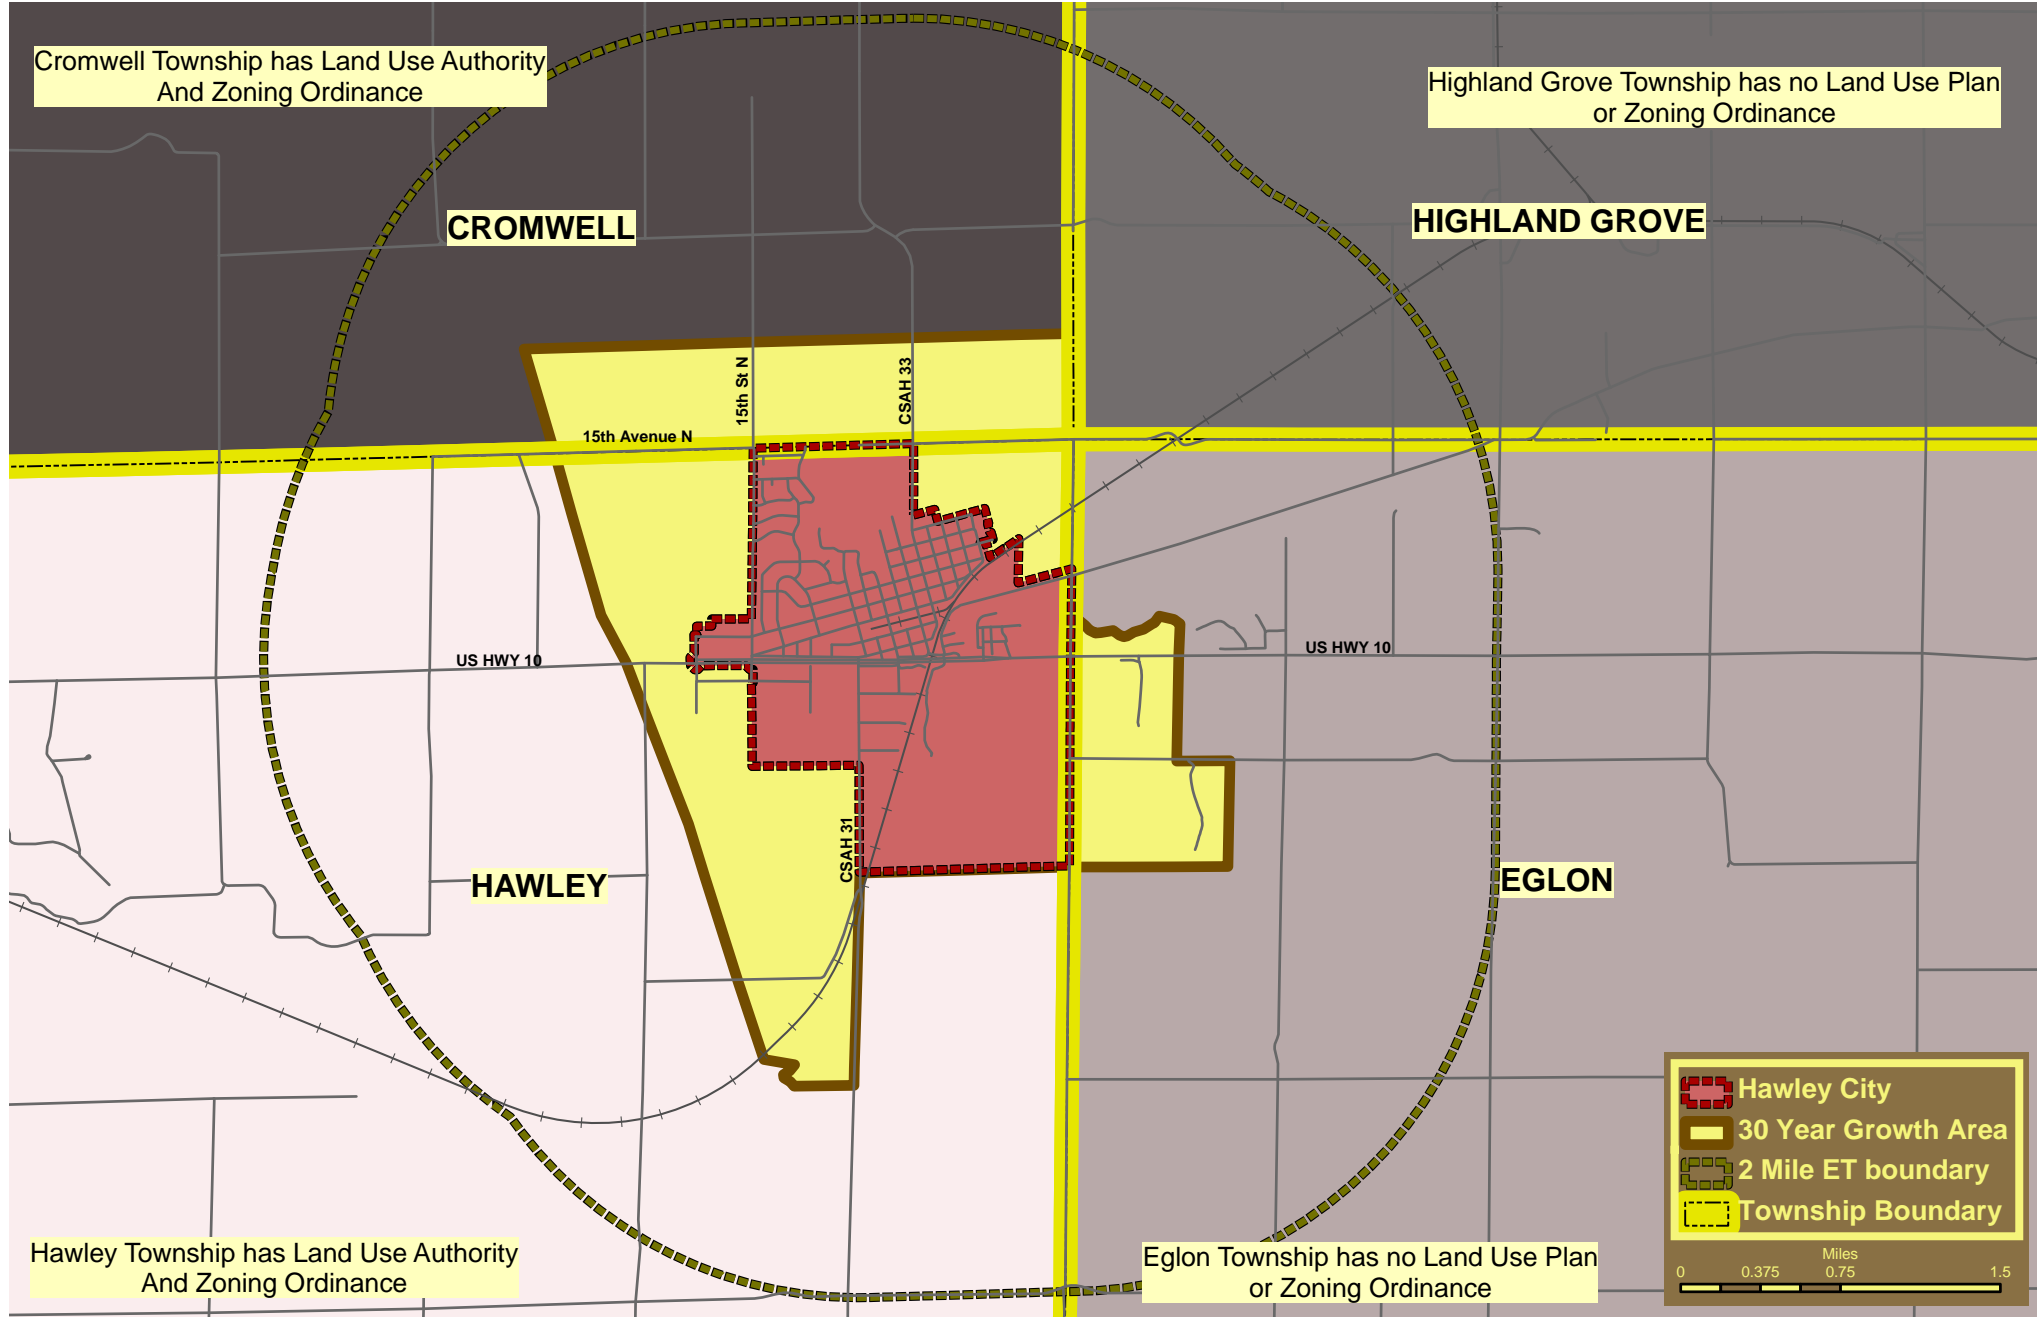 Cromwell Township has Land Use Authority
And Zoning Ordinance
Highland Grove Township has no Land Use Plan
or Zoning Ordinance
CROMWELL
HIGHLAND GROVE
15th St N
CSAH 33
15th Avenue N
US HWY 10
US HWY 10
CSAH 31
HAWLEY
EGLON
Hawley City
30 Year Growth Area
2 Mile ET boundary
Township Boundary
Miles
0 0.375 0.75 1.5
Hawley Township has Land Use Authority
And Zoning Ordinance
Eglon Township has no Land Use Plan
or Zoning Ordinance